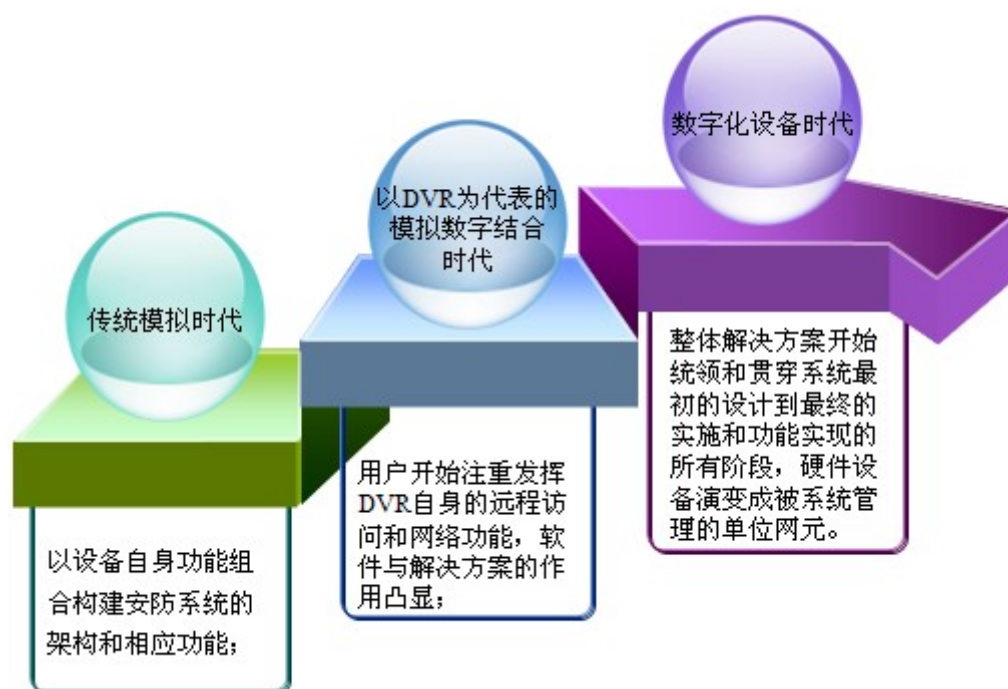 传统模拟时代
以设备自身功能组
合构建安防系统的
架构和相应功能；
以DVR为代表的
模拟数字结合
时代
用户开始注重发挥
DVR自身的远程访
问和网络功能，软
件与解决方案的作
用凸显；
数字化设备时代
整体解决方案开始
统领和贯穿系统最
初的设计到最终的
实施和功能实现的
所有阶段，硬件设
备演变成被系统管
理的单位网元。